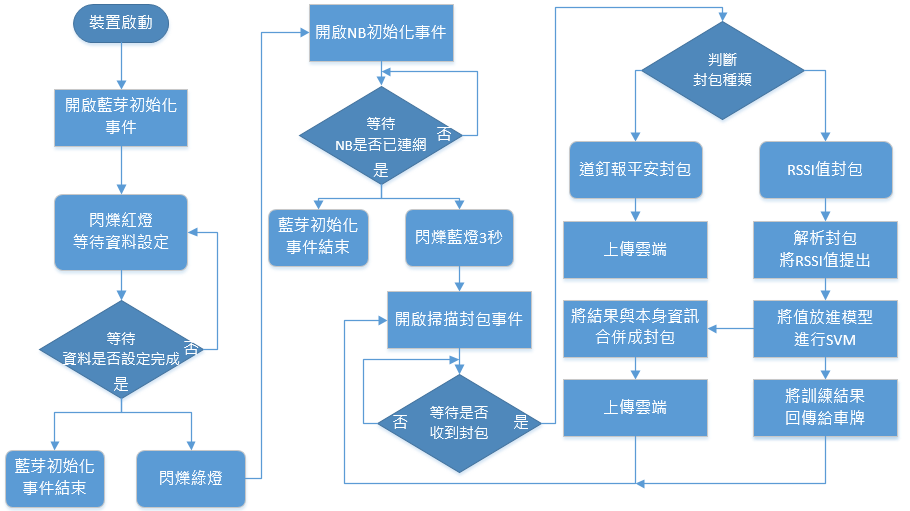 裝置啟動
開啟藍芽初始化
事件
閃爍紅燈
等待資料設定
等待
資料是否設定完成
否
是
藍芽初始化
事件結束
閃爍綠燈
開啟NB初始化事件
等待
NB是否已連網
否
是
藍芽初始化
事件結束
閃爍藍燈3秒
開啟掃描封包事件
等待是否
收到封包
否
是
判斷
封包種類
道釘報平安封包
上傳雲端
RSSI值封包
解析封包
將RSSI值提出
將值放進模型
進行SVM
將結果與本身資訊
合併成封包
上傳雲端
將訓練結果
回傳給車牌